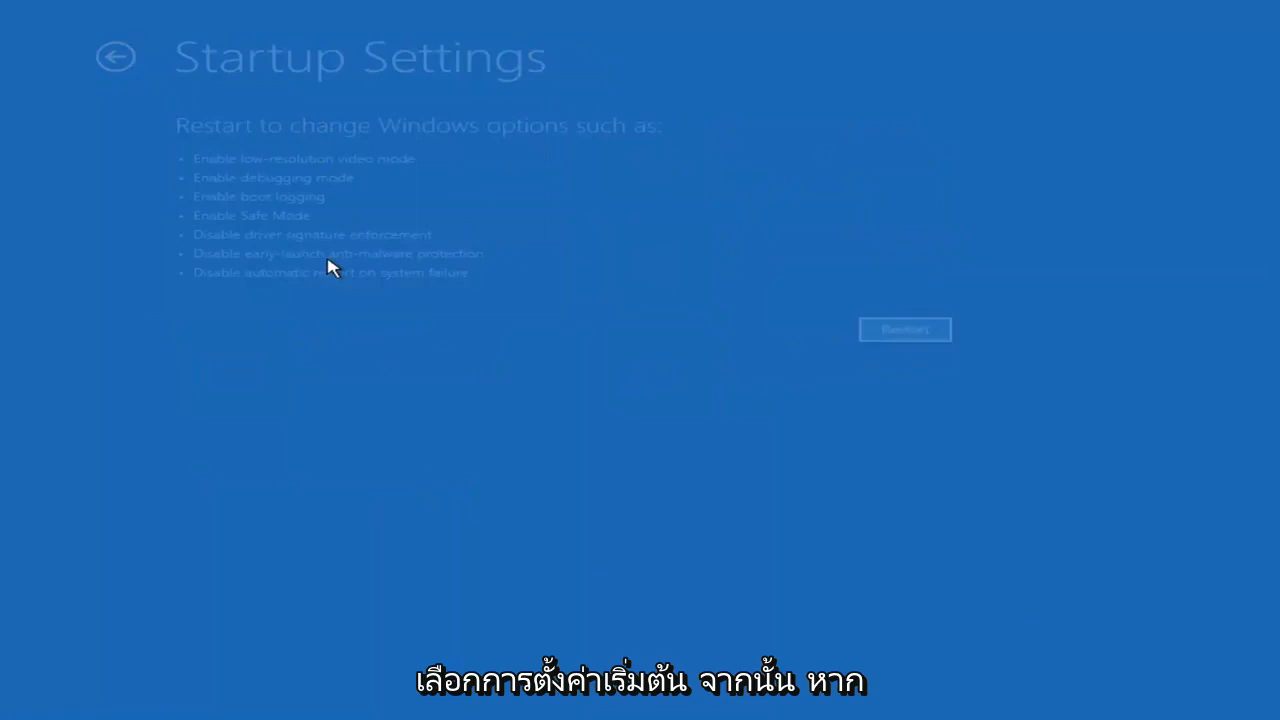 Startup Settings
Restart to change Windows options such as:
• Enable low-resolution video mode
• Enable debugging mode
• Enable boot logging
• Enable Safe Mode
• Disable driver signature enforcement
• Disable early-launch anti-malware protection
• Disable automatic restart on system failure
Restart
เลือกการตั้งค่าเริ่มต้น จากนั้น หาก